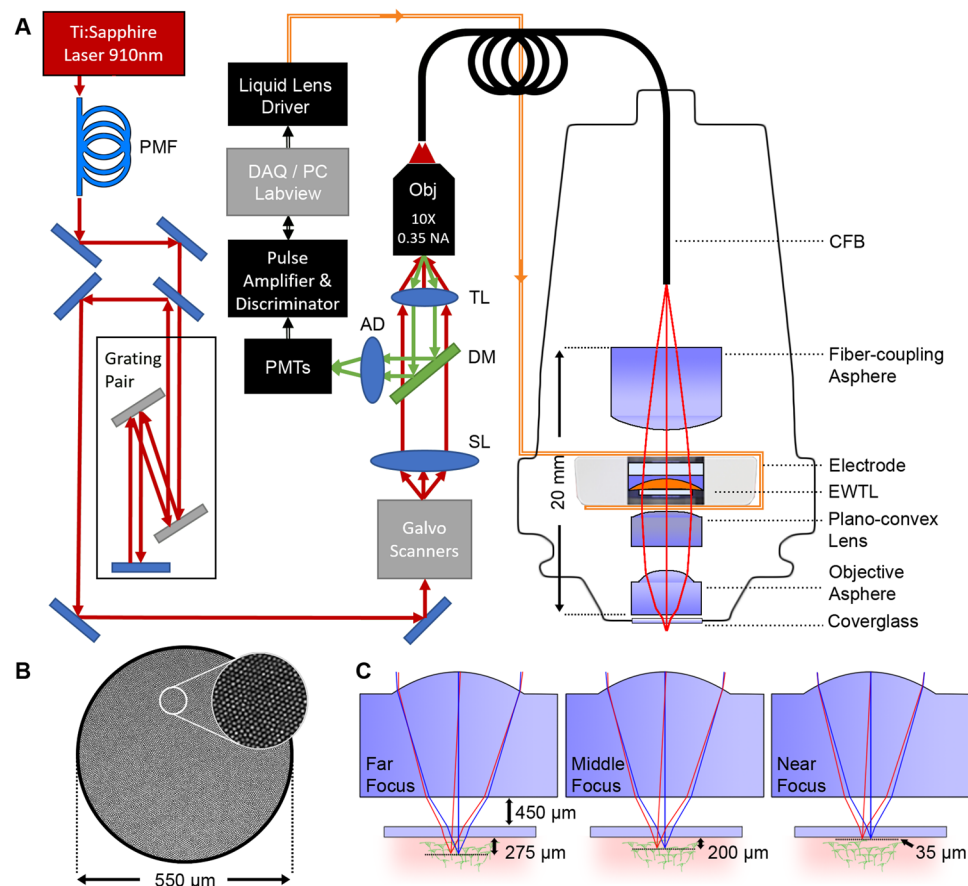 A
Ti:Sapphire
Laser 910nm
PMF
Liquid Lens
Driver
DAQ / PC
Labview
Pulse
Amplifier &
Discriminator
PMTs
AD
Obj
10X
0.35 NA
TL
DM
SL
Galvo
Scanners
Grating
Pair
20 mm
CFB
Fiber-coupling
Asphere
Electrode
EWTL
Plano-convex
Lens
Objective
Asphere
Coverglass
B
550 µm
C
Far
Focus
450 µm
275 µm
Middle
Focus
200 µm
Near
Focus
35 µm